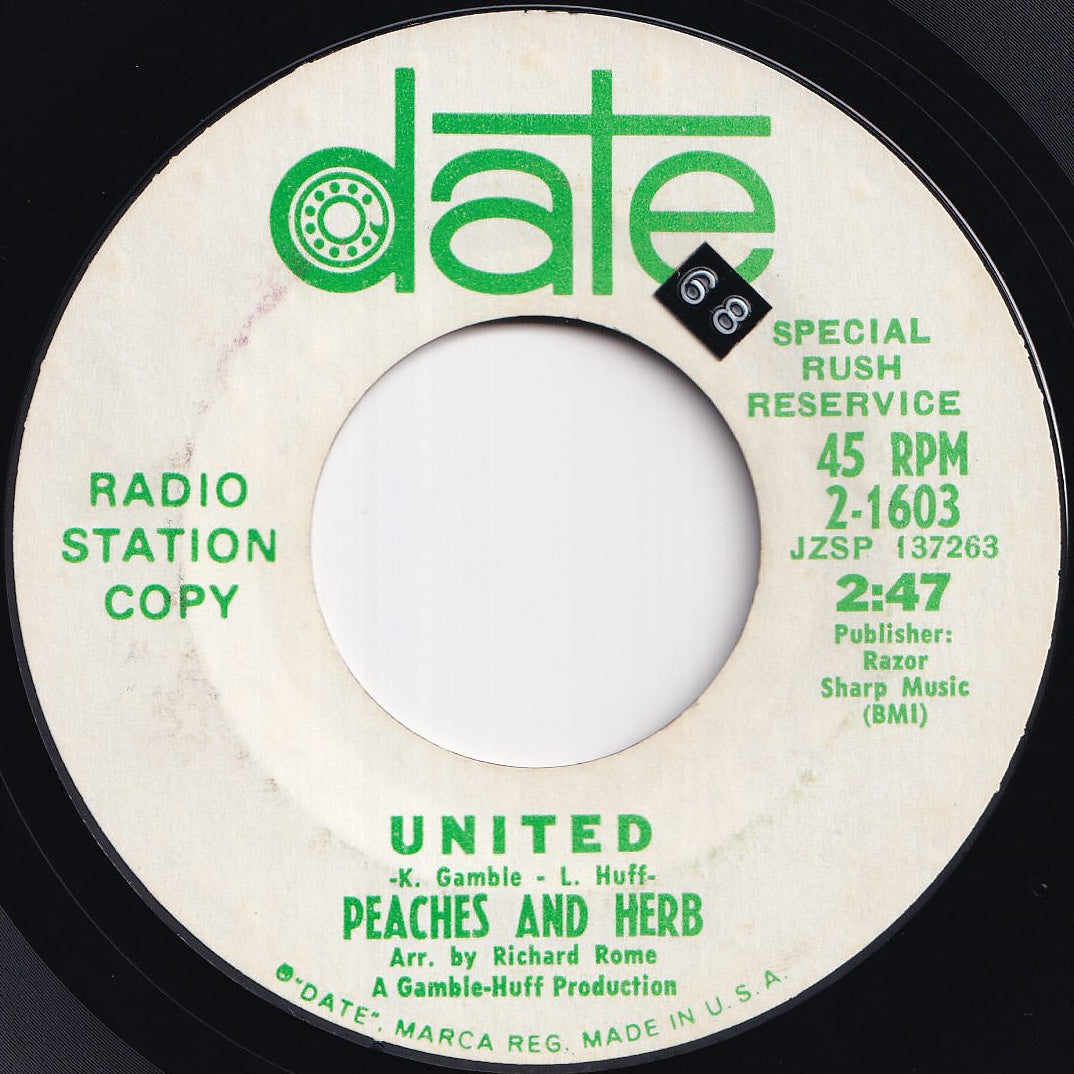 date
68
SPECIAL
RUSH
RESERVICE
45 RPM
2-1603
JZSP 137263
2:47
Publisher:
Razor
Sharp Music
(BMI)
RADIO
STATION
COPY
UNITED
-K. Gamble - L. Huff-
PEACHES AND HERB
Arr. by Richard Rome
A Gamble-Huff Production
"DATE", MARCA REG. MADE IN U.S.A.